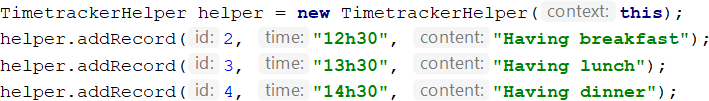 TimetrackerHelper helper = new TimetrackerHelper( context: this);
helper.addRecord( id: 2, time: "12h30", content: "Having breakfast");
helper.addRecord( id: 3, time: "13h30", content: "Having lunch");
helper.addRecord( id: 4, time: "14h30", content: "Having dinner");